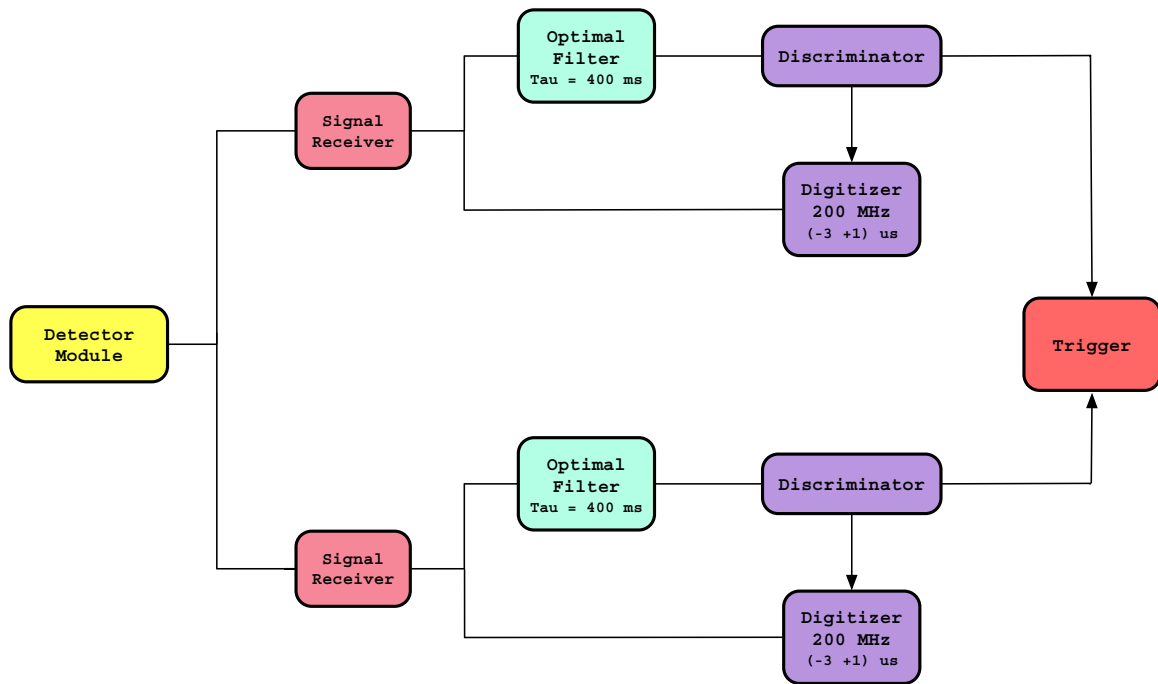 Optimal
Filter
Tau = 400 ms
Discriminator
Signal
Receiver
Digitizer
200 MHz
(-3 +1) us
Detector
Module
Trigger
Optimal
Filter
Tau = 400 ms
Discriminator
Signal
Receiver
Digitizer
200 MHz
(-3 +1) us